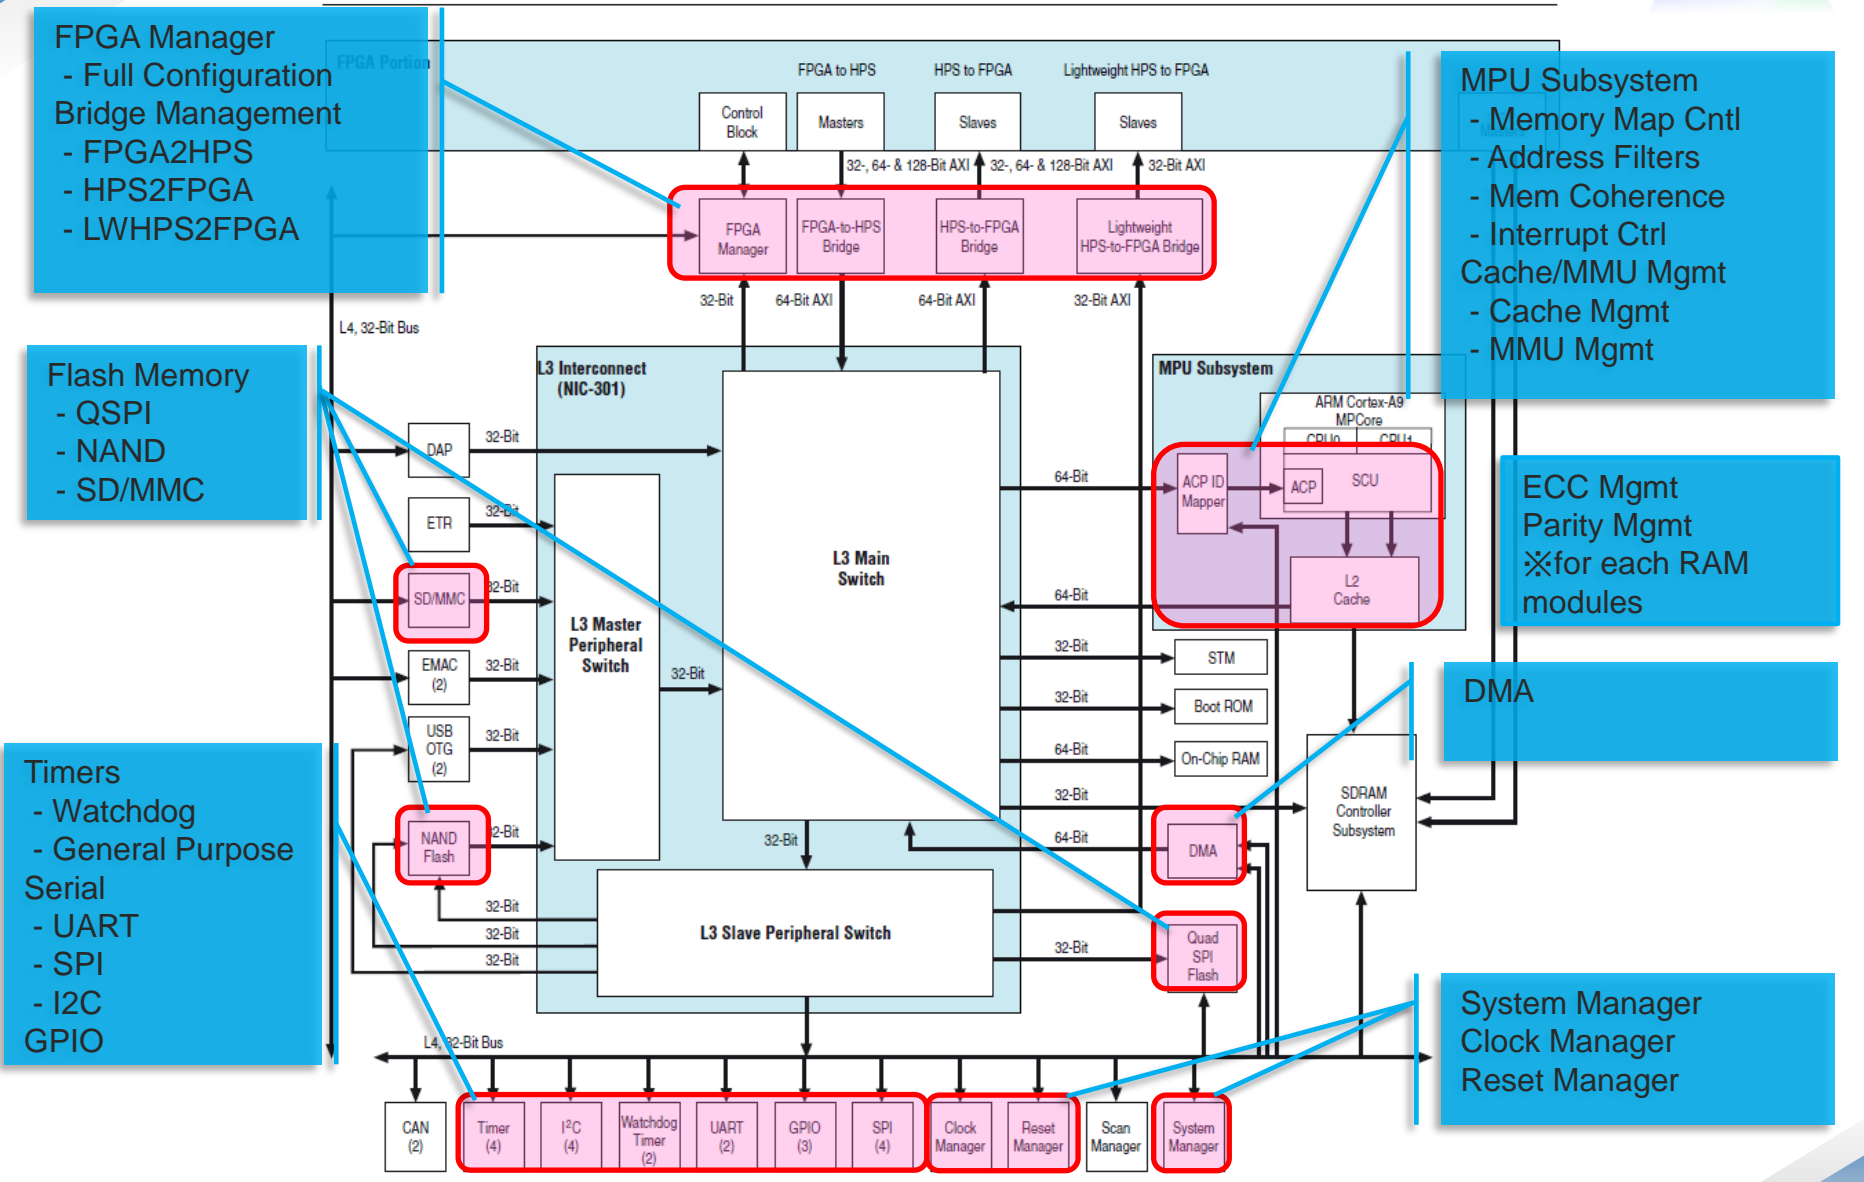 FPGA Manager
- Full Configuration
Bridge Management
- FPGA2HPS
- HPS2FPGA
- LWHPS2FPGA
FPGA Portion
FPGA to HPS
HPS to FPGA
Lightweight HPS to FPGA
Control
Block
Masters
Slaves
Slaves
32-, 64- & 128-Bit AXI
32-, 64- & 128-Bit AXI
32-Bit AXI
FPGA
Manager
FPGA-to-HPS
Bridge
HPS-to-FPGA
Bridge
Lightweight
HPS-to-FPGA Bridge
32-Bit
64-Bit AXI
64-Bit AXI
32-Bit AXI
MPU Subsystem
- Memory Map Cntl
- Address Filters
- Mem Coherence
- Interrupt Ctrl
Cache/MMU Mgmt
- Cache Mgmt
- MMU Mgmt
L4, 32-Bit Bus
Flash Memory
- QSPI
- NAND
- SD/MMC
L3 Interconnect
(NIC-301)
MPU Subsystem
ARM Cortex-A9
MPCore
CPU0
CPU1
ACP ID
Mapper
ACP
SCU
L2
Cache
ECC Mgmt
Parity Mgmt
※for each RAM
modules
DAP
32-Bit
ETR
32-Bit
SD/MMC
32-Bit
EMAC
(2)
32-Bit
USB
OTG
(2)
32-Bit
NAND
Flash
32-Bit
L3 Master
Peripheral
Switch
32-Bit
L3 Main
Switch
64-Bit
64-Bit
32-Bit
STM
32-Bit
Boot ROM
64-Bit
On-Chip RAM
32-Bit
64-Bit
DMA
SDRAM
Controller
Subsystem
DMA
Timers
- Watchdog
- General Purpose
Serial
- UART
- SPI
- I2C
GPIO
32-Bit
32-Bit
32-Bit
32-Bit
L3 Slave Peripheral Switch
32-Bit
Quad
SPI
Flash
System Manager
Clock Manager
Reset Manager
L4, 32-Bit Bus
CAN
(2)
Timer
(4)
I²C
(4)
Watchdog
Timer
(2)
UART
(2)
GPIO
(3)
SPI
(4)
Clock
Manager
Reset
Manager
Scan
Manager
System
Manager